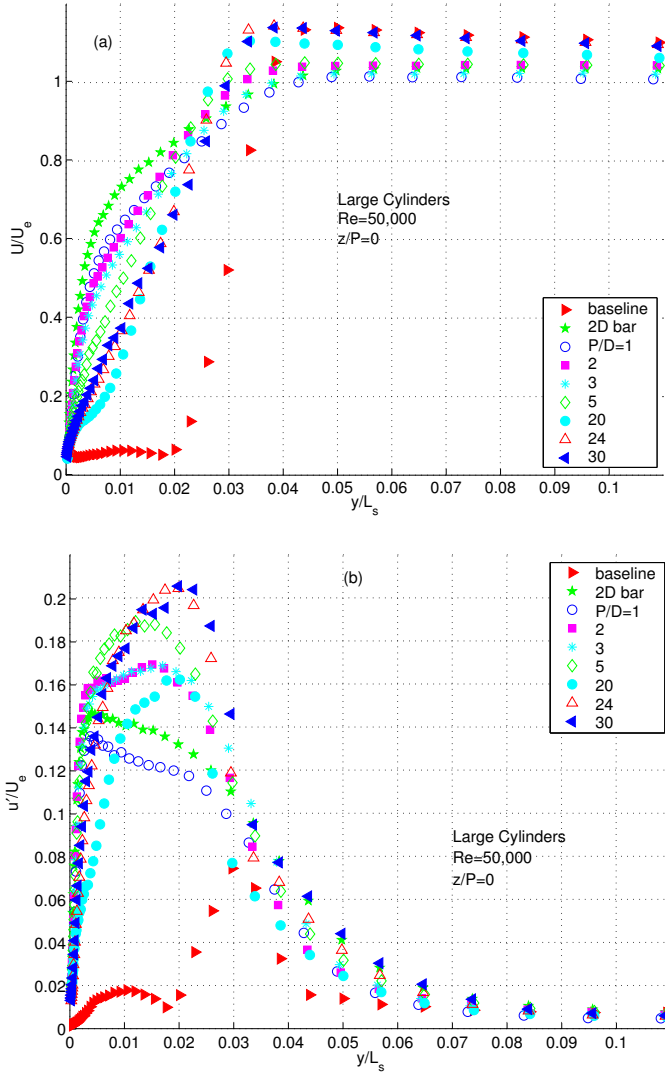 (a)
1
0.8
0.6
0.4
0.2
0
U/U_e
Large Cylinders
Re=50,000
z/P=0
baseline
2D bar
P/D=1
2
3
5
20
24
30
0 0.01 0.02 0.03 0.04 0.05 0.06 0.07 0.08 0.09 0.1
y/L_s
(b)
0.2
0.18
0.16
0.14
0.12
0.1
0.08
0.06
0.04
0.02
0
u'/U_e
baseline
2D bar
P/D=1
2
3
5
20
24
30
Large Cylinders
Re=50,000
z/P=0
0 0.01 0.02 0.03 0.04 0.05 0.06 0.07 0.08 0.09 0.1
y/L_s